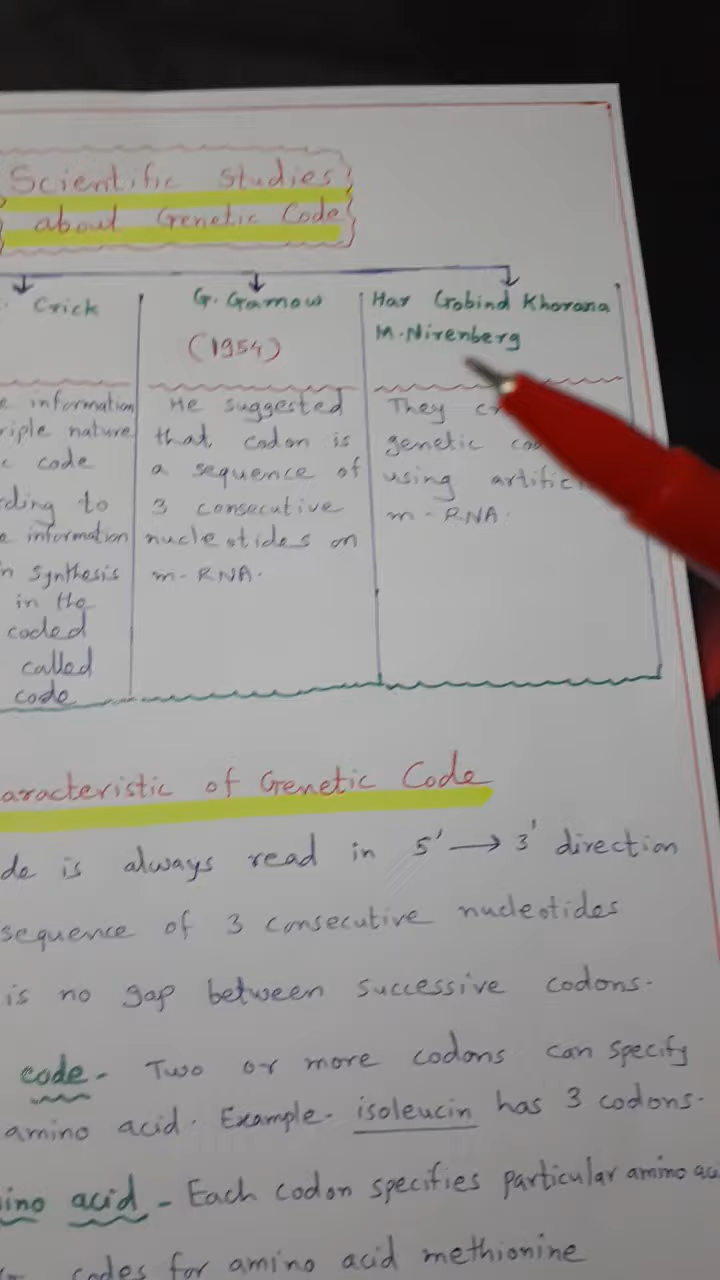 Scientific Studies
about Genetic Code
Crick
information
riple nature
code
ding to
information
Synthesis
in the
coded
called
code
G. Gamow
(1954)
He suggested
that codon is
a sequence of
3 consecutive
nucleotides on
m-RNA.
Har Gobind Khorana
M. Nirenberg
They
genetic
using
m-RNA.
aracteristic of Genetic Code
de is always read in 5' → 3' direction
sequence of 3 consecutive nucleotides
is no gap between successive codons.
code - Two or more codons can specify
amino acid. Example - isoleucin has 3 codons.
ino acid - Each codon specifies particular amino aci
codes for amino acid methionine